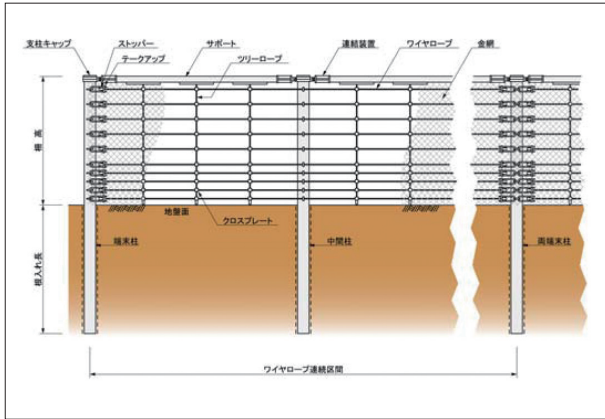 支柱キャップ
ストッパー
サポート
連結装置
ワイヤロープ
金網
テークアップ
ツリーロープ
柵高
地盤面
クロスプレート
根入れ長
端末柱
中間柱
両端末柱
ワイヤロープ連続区間